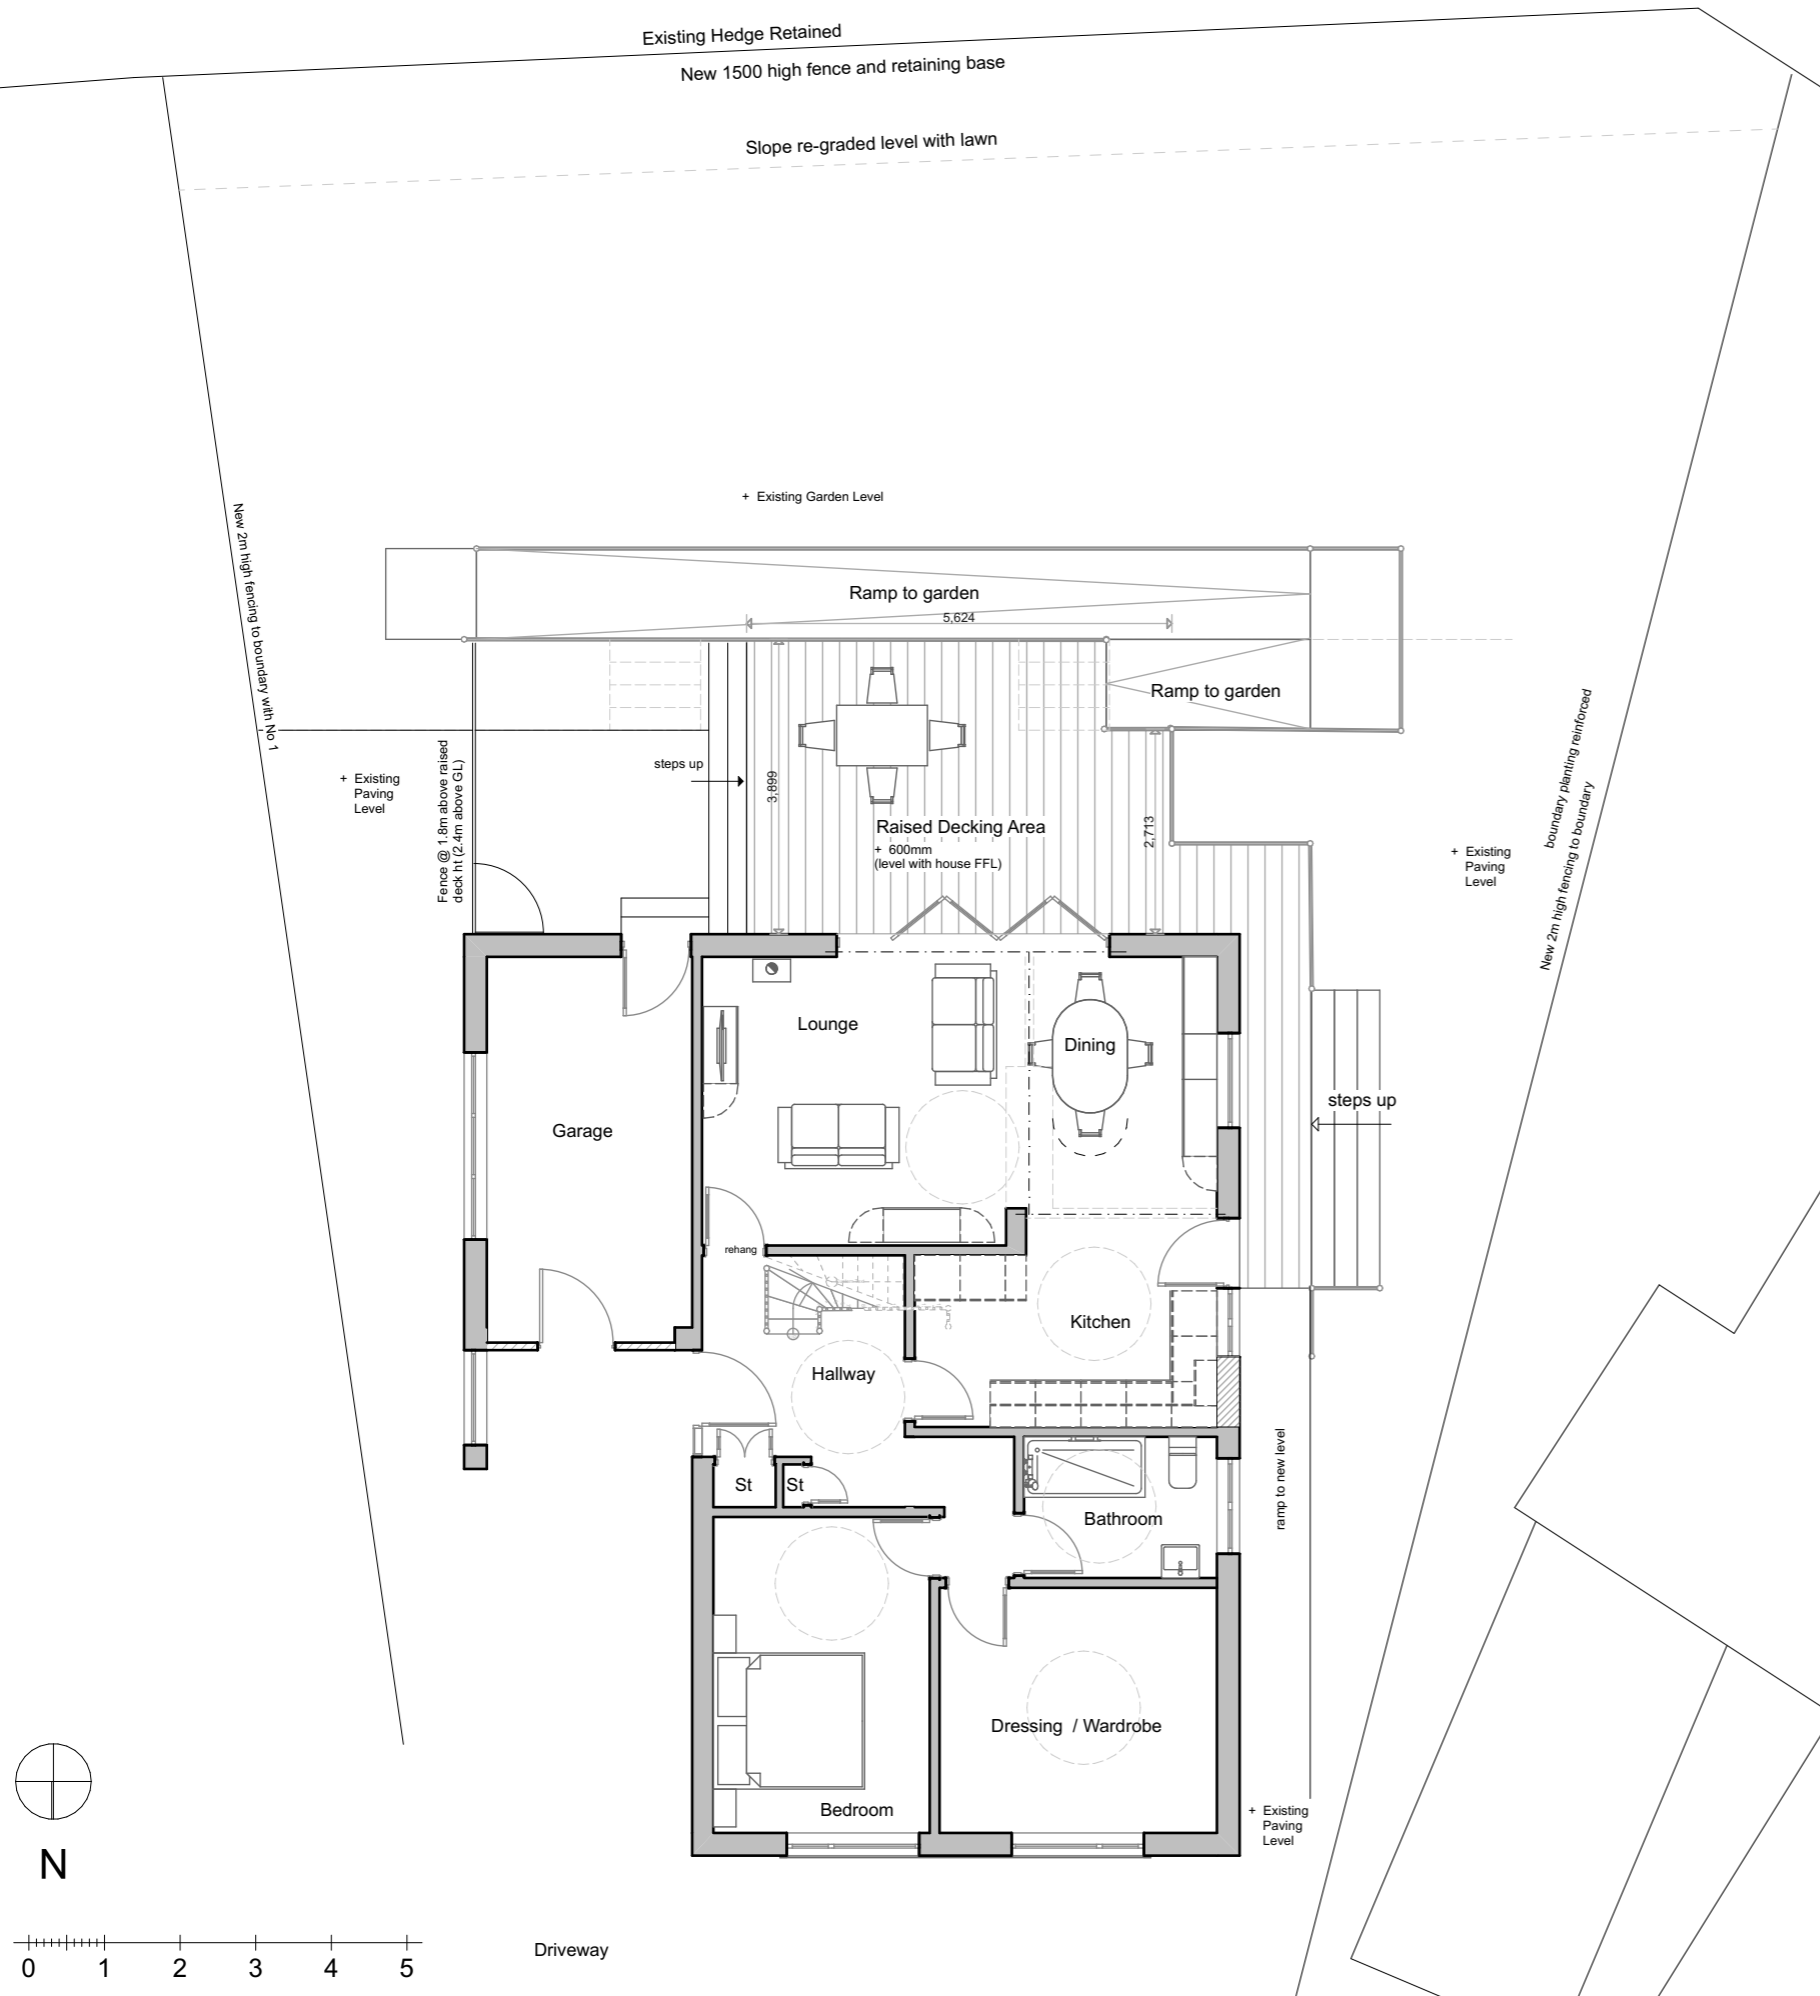 Existing Hedge Retained
New 1500 high fence and retaining base
Slope re-graded level with lawn
+ Existing Garden Level
New 2m high fencing to boundary with No 1
Ramp to garden
5,624
Ramp to garden
boundary planting reinforced
New 2m high fencing to boundary
Fence @ 1.8m above raised
deck ht (2.4m above GL)
+ Existing
Paving
Level
steps up
3,899
Raised Decking Area
+ 600mm
(level with house FFL)
2,713
+ Existing
Paving
Level
Lounge
Dining
steps up
Garage
rehang
Kitchen
Hallway
St
St
Bathroom
ramp to new level
Dressing / Wardrobe
Bedroom
+ Existing
Paving
Level
N
0 1 2 3 4 5
Driveway